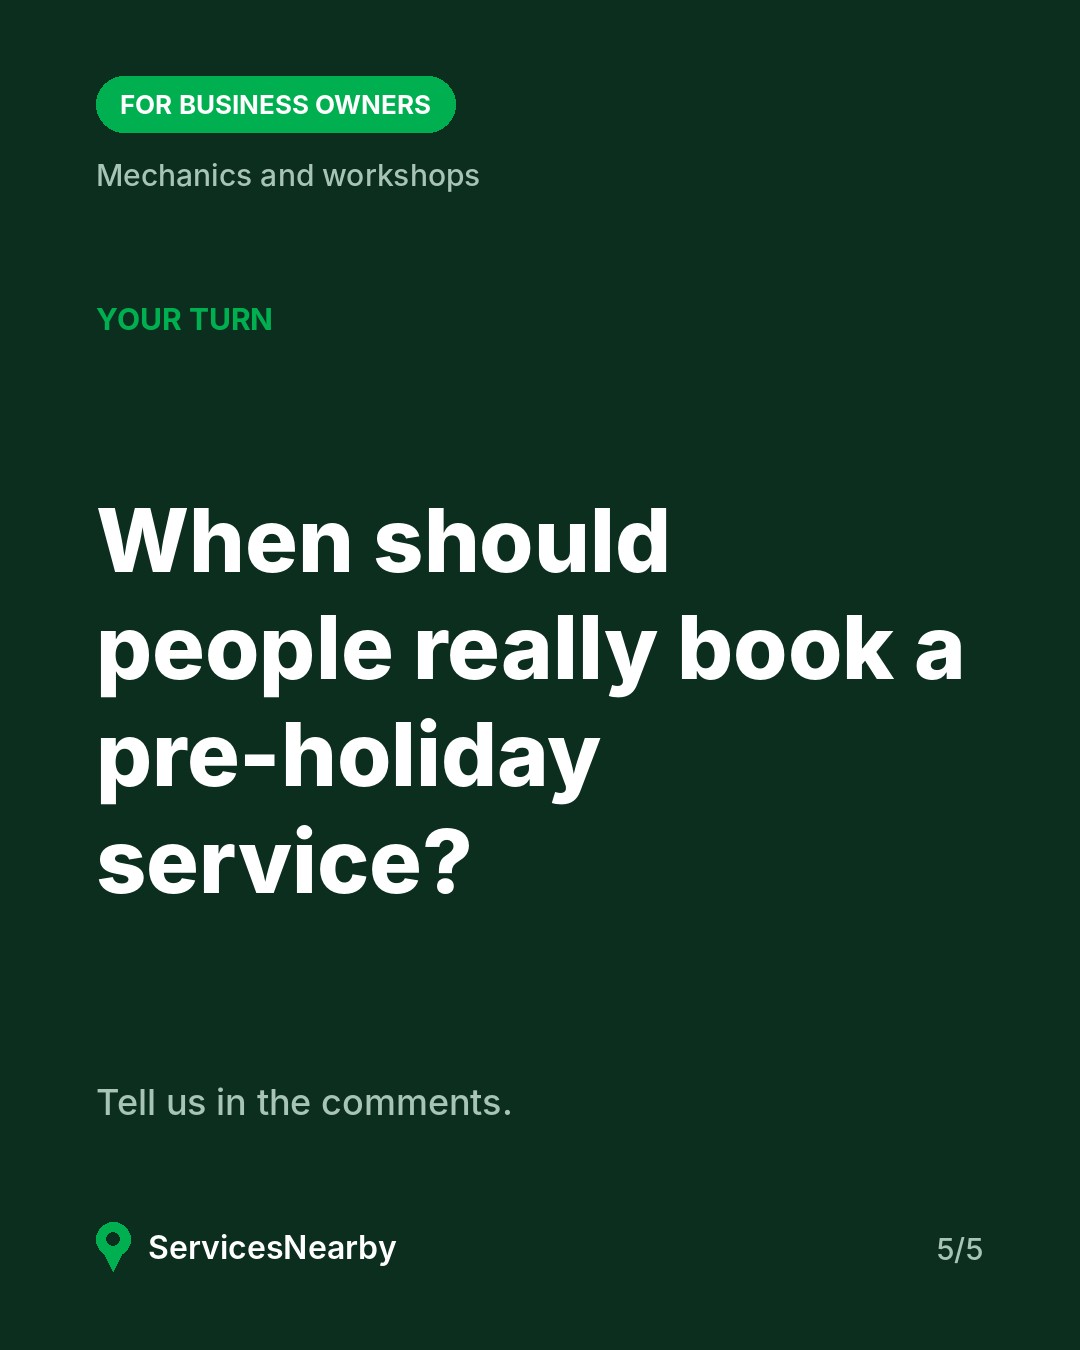 FOR BUSINESS OWNERS
Mechanics and workshops
YOUR TURN
When should
people really book a
pre-holiday
service?
Tell us in the comments.
ServicesNearby
5/5